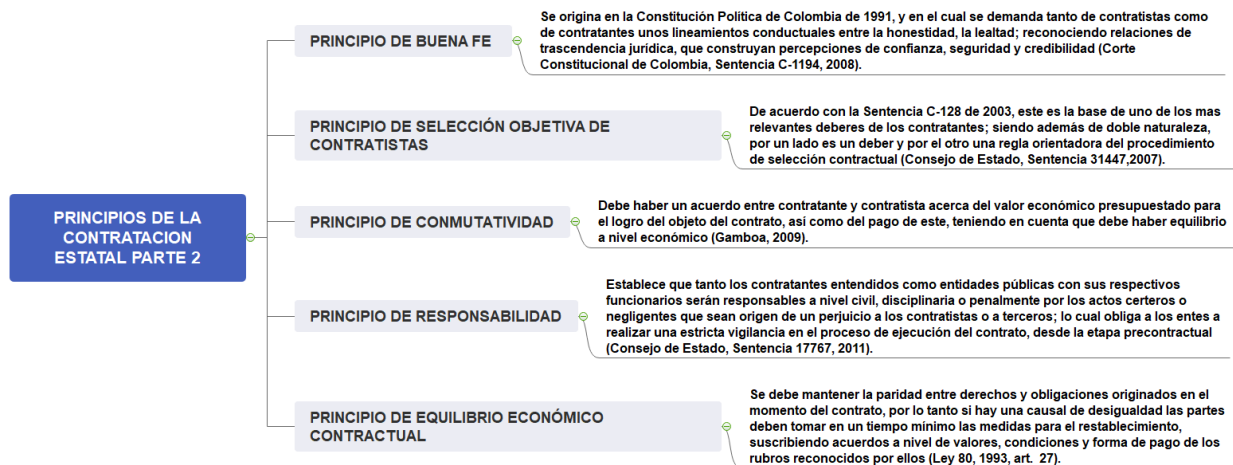 PRINCIPIOS DE LA
CONTRATACION
ESTATAL PARTE 2
PRINCIPIO DE BUENA FE
Se origina en la Constitución Política de Colombia de 1991, y en el cual se demanda tanto de contratistas como
de contratantes unos lineamientos conductuales entre la honestidad, la lealtad; reconociendo relaciones de
trascendencia jurídica, que construyan percepciones de confianza, seguridad y credibilidad (Corte
Constitucional de Colombia, Sentencia C-1194, 2008).
PRINCIPIO DE SELECCIÓN OBJETIVA DE
CONTRATISTAS
De acuerdo con la Sentencia C-128 de 2003, este es la base de uno de los mas
relevantes deberes de los contratantes; siendo además de doble naturaleza,
por un lado es un deber y por el otro una regla orientadora del procedimiento
de selección contractual (Consejo de Estado, Sentencia 31447,2007).
PRINCIPIO DE CONMUTATIVIDAD
Debe haber un acuerdo entre contratante y contratista acerca del valor económico presupuestado para
el logro del objeto del contrato, así como del pago de este, teniendo en cuenta que debe haber equilibrio
a nivel económico (Gamboa, 2009).
PRINCIPIO DE RESPONSABILIDAD
Establece que tanto los contratantes entendidos como entidades públicas con sus respectivos
funcionarios serán responsables a nivel civil, disciplinaria o penalmente por los actos certeros o
negligentes que sean origen de un perjuicio a los contratistas o a terceros; lo cual obliga a los entes a
realizar una estricta vigilancia en el proceso de ejecución del contrato, desde la etapa precontractual
(Consejo de Estado, Sentencia 17767, 2011).
PRINCIPIO DE EQUILIBRIO ECONÓMICO
CONTRACTUAL
Se debe mantener la paridad entre derechos y obligaciones originados en el
momento del contrato, por lo tanto si hay una causal de desigualdad las partes
deben tomar en un tiempo mínimo las medidas para el restablecimiento,
suscribiendo acuerdos a nivel de valores, condiciones y forma de pago de los
rubros reconocidos por ellos (Ley 80, 1993, art. 27).